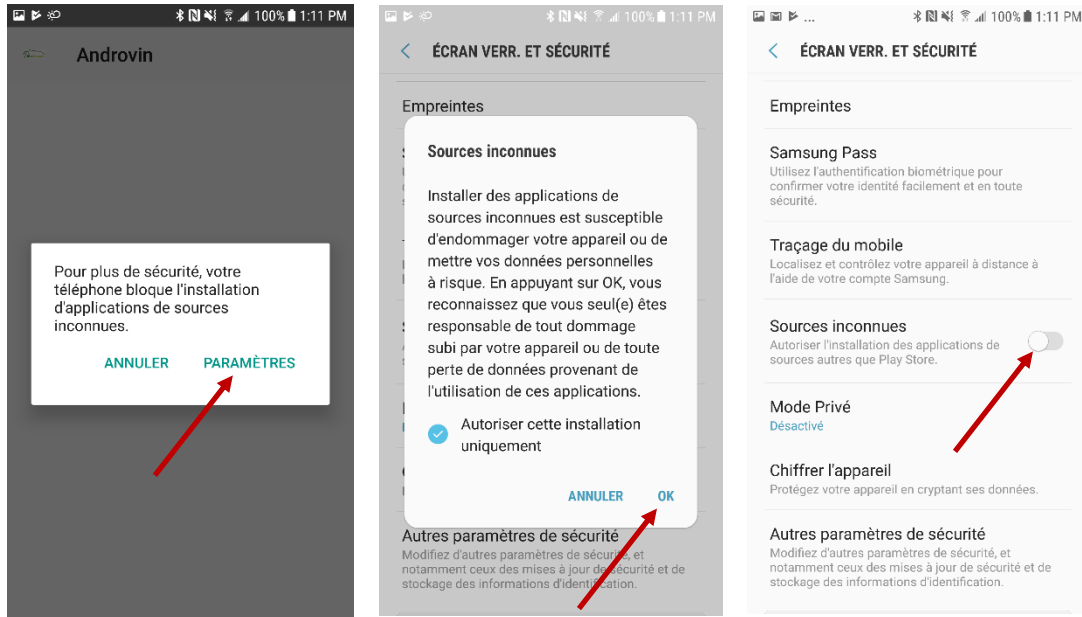 100% 1:11 PM
Androvin
Pour plus de sécurité, votre
téléphone bloque l'installation
d'applications de sources
inconnues.
ANNULER PARAMÈTRES
100% 1:11 PM
ÉCRAN VERR. ET SÉCURITÉ
Empreintes
Sources inconnues
Installer des applications de
sources inconnues est susceptible
d'endommager votre appareil ou de
mettre vos données personnelles
à risque. En appuyant sur OK, vous
reconnaissez que vous seul(e) êtes
responsable de tout dommage
subi par votre appareil ou de toute
perte de données provenant de
l'utilisation de ces applications.
Autoriser cette installation
uniquement
ANNULER OK
Autres paramètres de sécurité
Modifiez d'autres paramètres de sécurité, et
notamment ceux des mises à jour de sécurité et de
stockage des informations d'identification.
... 100% 1:11 PM
ÉCRAN VERR. ET SÉCURITÉ
Empreintes
Samsung Pass
Utilisez l'authentification biométrique pour
confirmer votre identité facilement et en toute
sécurité.
Traçage du mobile
Localisez et contrôlez votre appareil à distance à
l'aide de votre compte Samsung.
Sources inconnues
Autoriser l'installation des applications de
sources autres que Play Store.
Mode Privé
Désactivé
Chiffrer l'appareil
Protégez votre appareil en cryptant ses données.
Autres paramètres de sécurité
Modifiez d'autres paramètres de sécurité, et
notamment ceux des mises à jour de sécurité et de
stockage des informations d'identification.